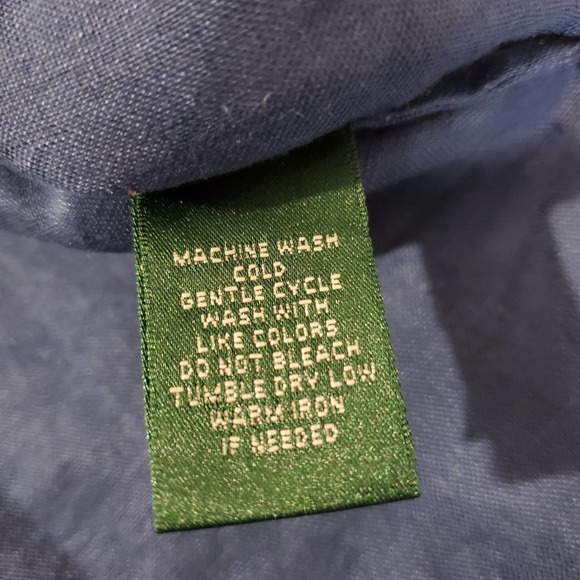 MACHINE WASH
COLD
GENTLE CYCLE
WASH WITH
LIKE COLORS
DO NOT BLEACH
TUMBLE DRY LOW
WARM IRON
IF NEEDED